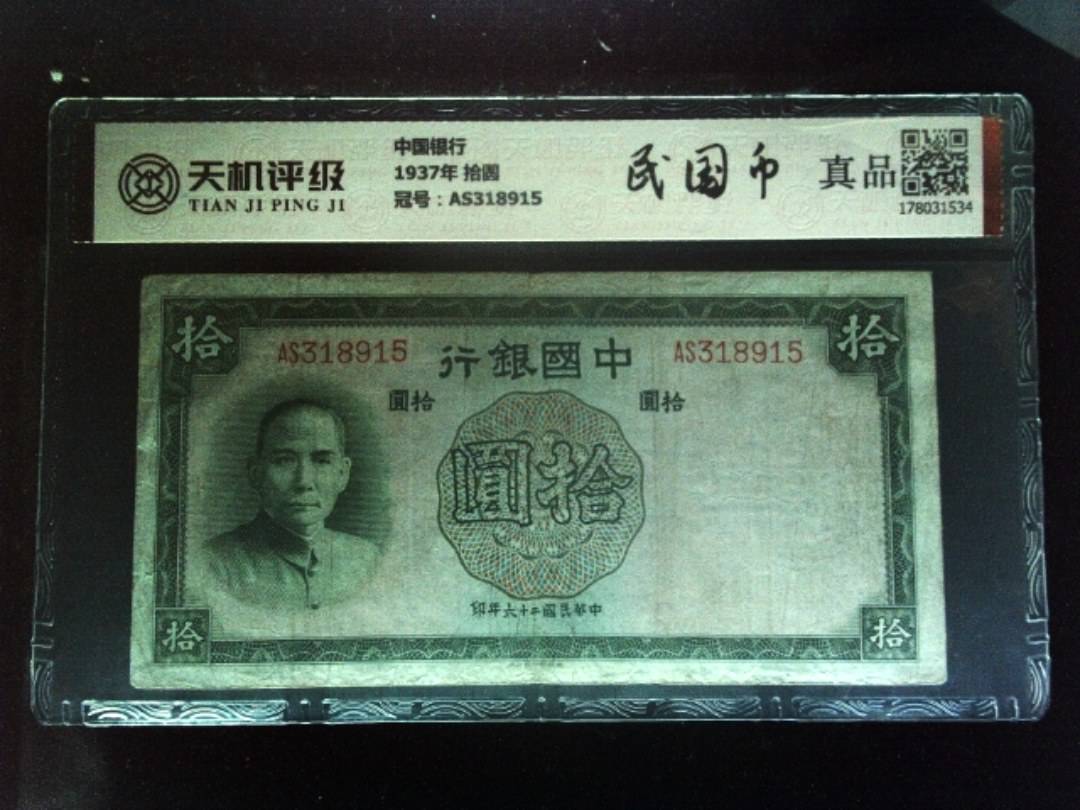 天机评级
TIAN JI PING JI
中国银行
1937年 拾圆
冠号：AS318915
民国币
真品
178031534
拾
拾
AS318915
行銀國中
AS318915
圓拾
圓拾
圓拾
印年六十二國民華中
拾
拾